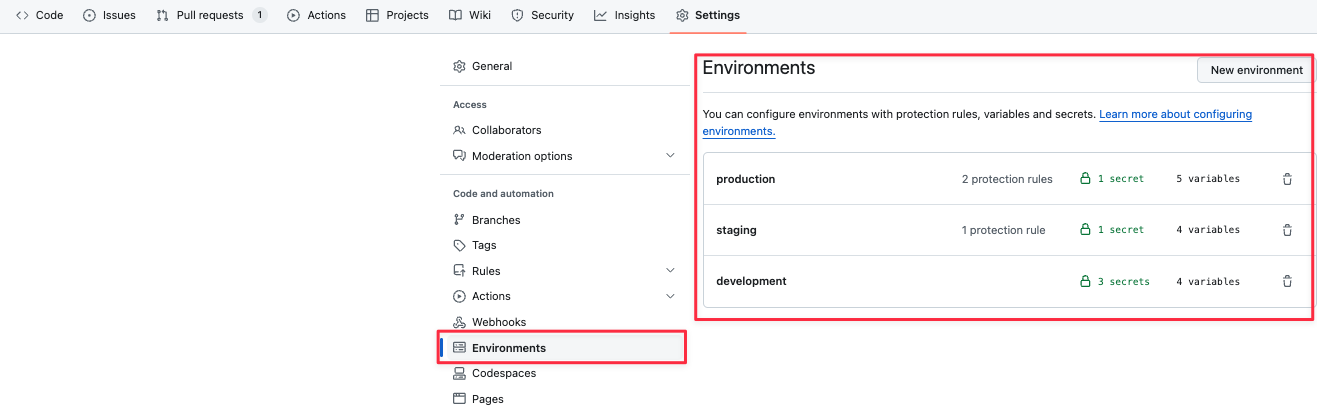 Code Issues Pull requests 1 Actions Projects Wiki Security Insights Settings
General
Access
Collaborators
Moderation options
Code and automation
Branches
Tags
Rules
Actions
Webhooks
Environments
Codespaces
Pages
Environments
New environment
You can configure environments with protection rules, variables and secrets. Learn more about configuring
environments.
production 2 protection rules 1 secret 5 variables
staging 1 protection rule 1 secret 4 variables
development 3 secrets 4 variables